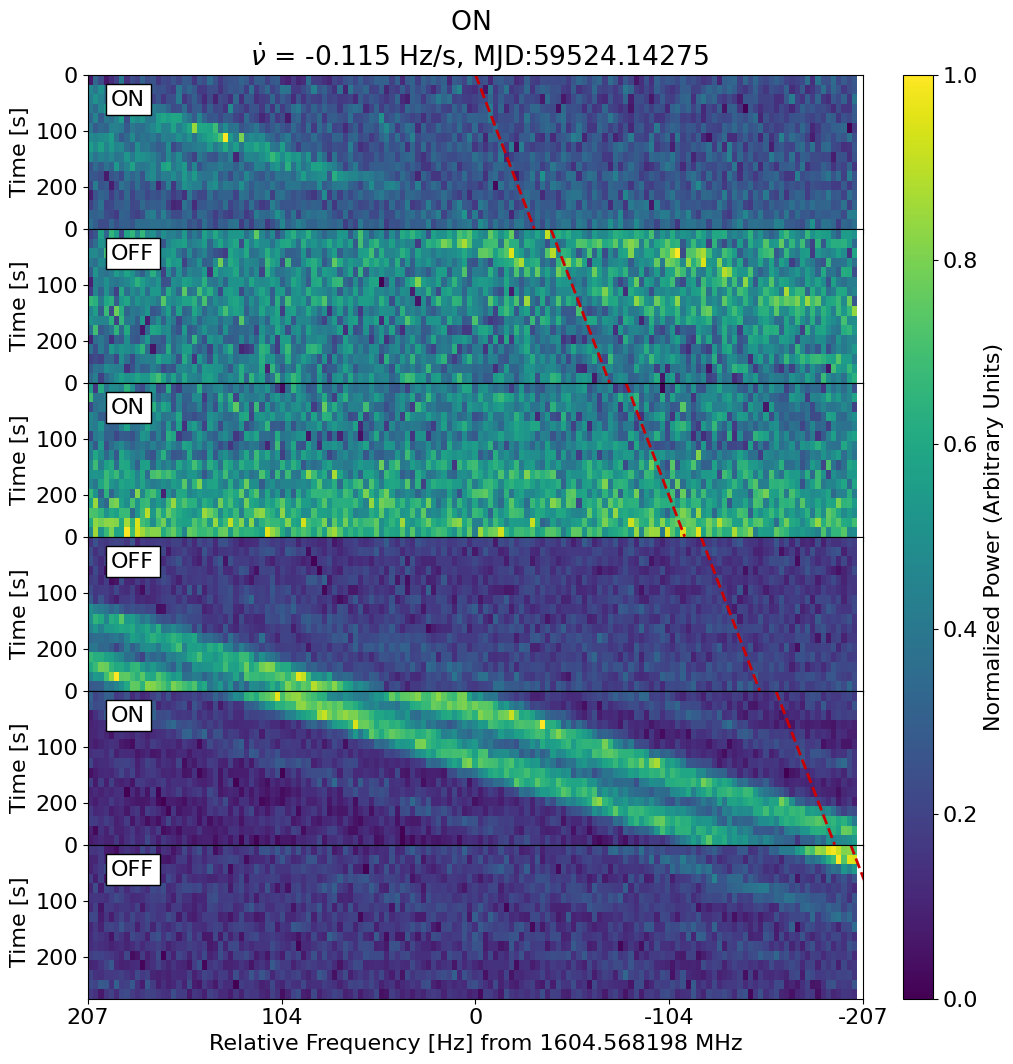 ON
ν̇ = -0.115 Hz/s, MJD:59524.14275
Time [s]
0
100
200
ON
Time [s]
0
100
200
OFF
Time [s]
0
100
200
ON
Time [s]
0
100
200
OFF
Time [s]
0
100
200
ON
Time [s]
0
100
200
OFF
207
104
0
-104
-207
Relative Frequency [Hz] from 1604.568198 MHz
1.0
0.8
0.6
0.4
0.2
0.0
Normalized Power (Arbitrary Units)